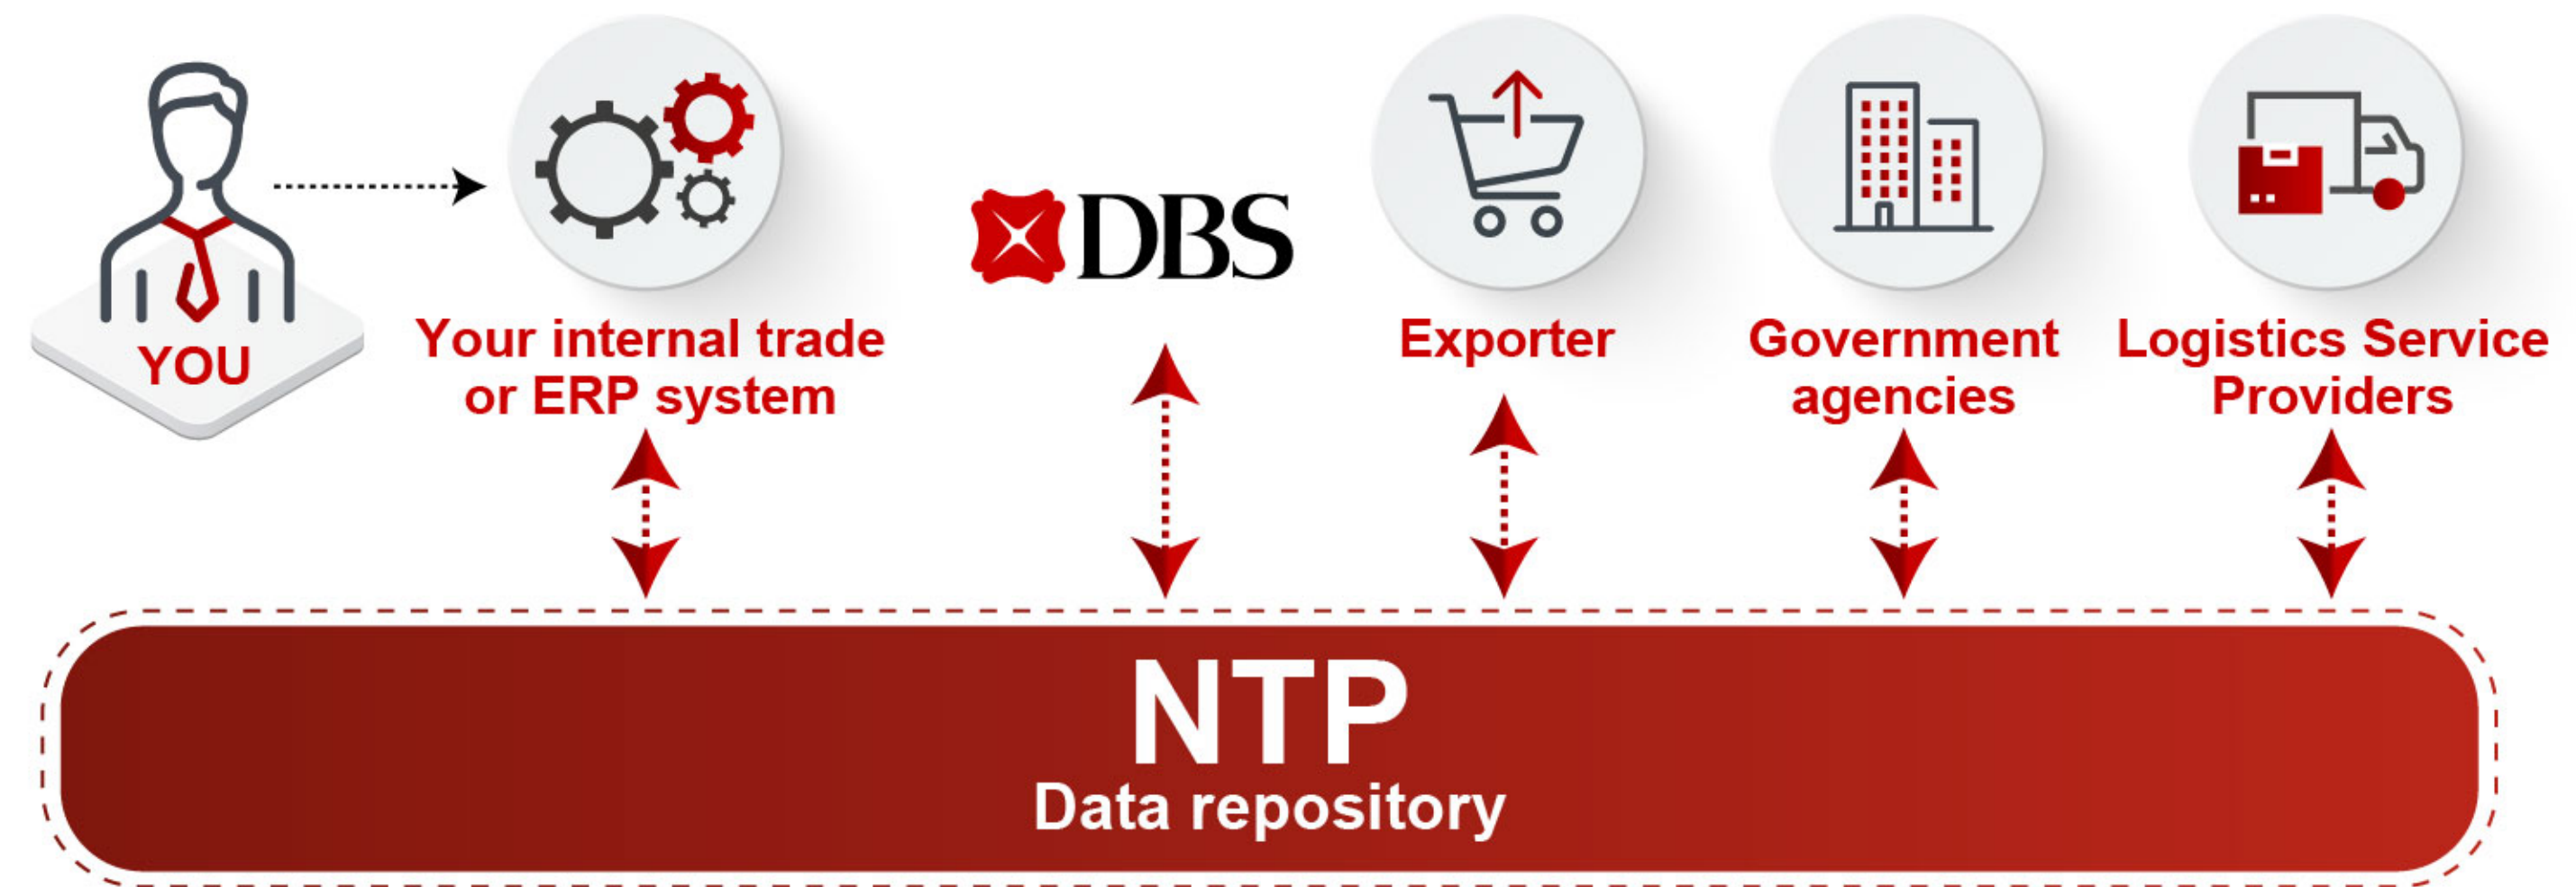 YOU
Your internal trade
or ERP system
DBS
Exporter
Government
agencies
Logistics Service
Providers
NTP
Data repository